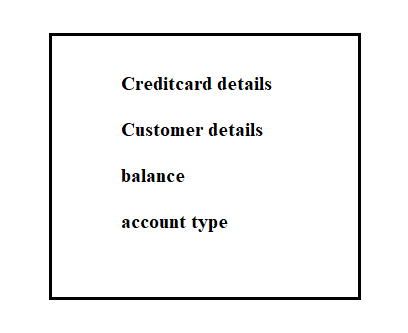 Creditcard details
Customer details
balance
account type